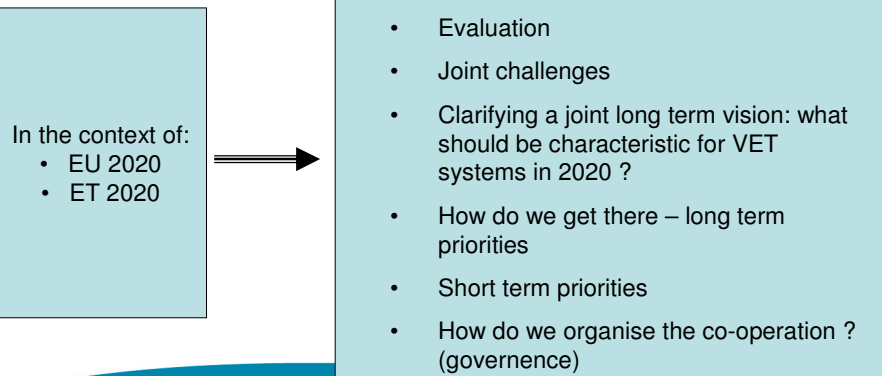 In the context of:
• EU 2020
• ET 2020
• Evaluation
• Joint challenges
• Clarifying a joint long term vision: what
should be characteristic for VET
systems in 2020 ?
• How do we get there – long term
priorities
• Short term priorities
• How do we organise the co-operation ?
(governence)